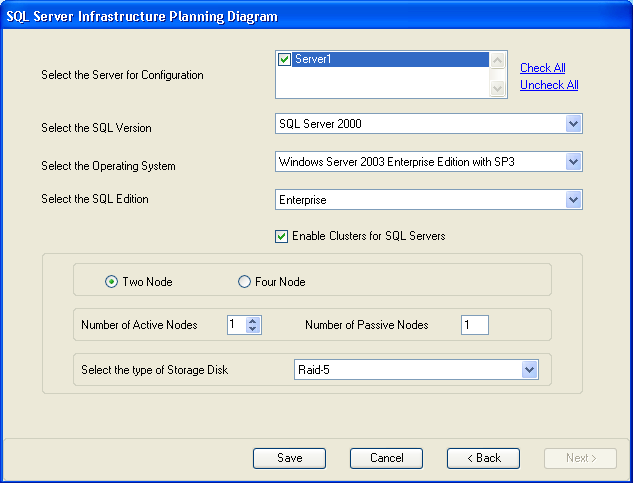 SQL Server Infrastructure Planning Diagram
Select the Server for Configuration
Server1
Check All
Uncheck All
Select the SQL Version
SQL Server 2000
Select the Operating System
Windows Server 2003 Enterprise Edition with SP3
Select the SQL Edition
Enterprise
Enable Clusters for SQL Servers
Two Node
Four Node
Number of Active Nodes
1
Number of Passive Nodes
1
Select the type of Storage Disk
Raid-5
Save
Cancel
< Back
Next >